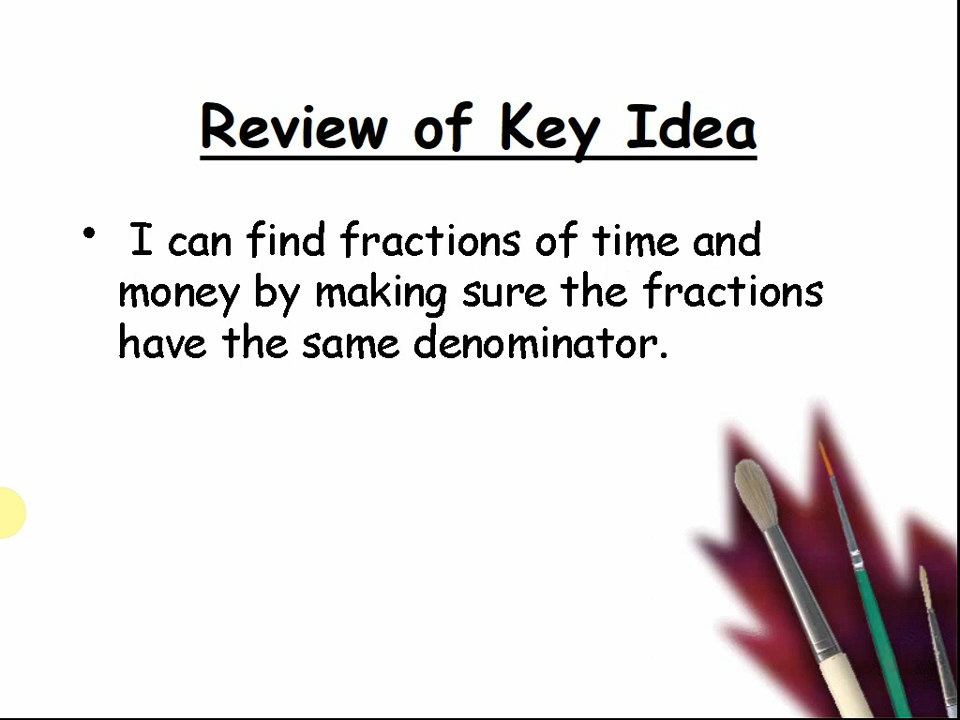 Review of Key Idea
• I can find fractions of time and
money by making sure the fractions
have the same denominator.